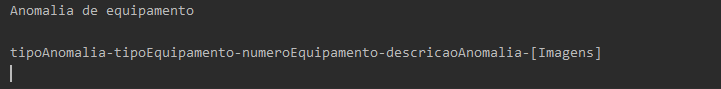 Anomalia de equipamento
tipoAnomalia-tipoEquipamento-numeroEquipamento-descricaoAnomalia-[Imagens]